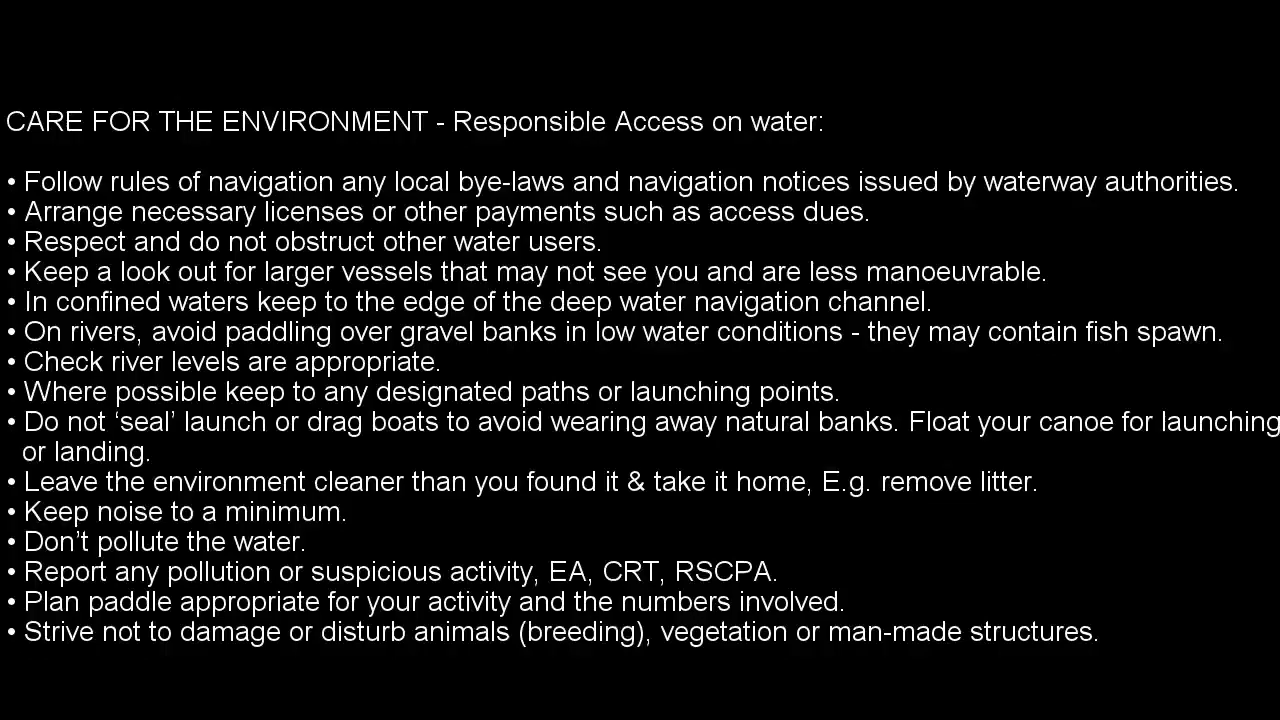 CARE FOR THE ENVIRONMENT - Responsible Access on water:
• Follow rules of navigation any local bye-laws and navigation notices issued by waterway authorities.
• Arrange necessary licenses or other payments such as access dues.
• Respect and do not obstruct other water users.
• Keep a look out for larger vessels that may not see you and are less manoeuvrable.
• In confined waters keep to the edge of the deep water navigation channel.
• On rivers, avoid paddling over gravel banks in low water conditions - they may contain fish spawn.
• Check river levels are appropriate.
• Where possible keep to any designated paths or launching points.
• Do not ‘seal’ launch or drag boats to avoid wearing away natural banks. Float your canoe for launching
or landing.
• Leave the environment cleaner than you found it & take it home, E.g. remove litter.
• Keep noise to a minimum.
• Don’t pollute the water.
• Report any pollution or suspicious activity, EA, CRT, RSCPA.
• Plan paddle appropriate for your activity and the numbers involved.
• Strive not to damage or disturb animals (breeding), vegetation or man-made structures.